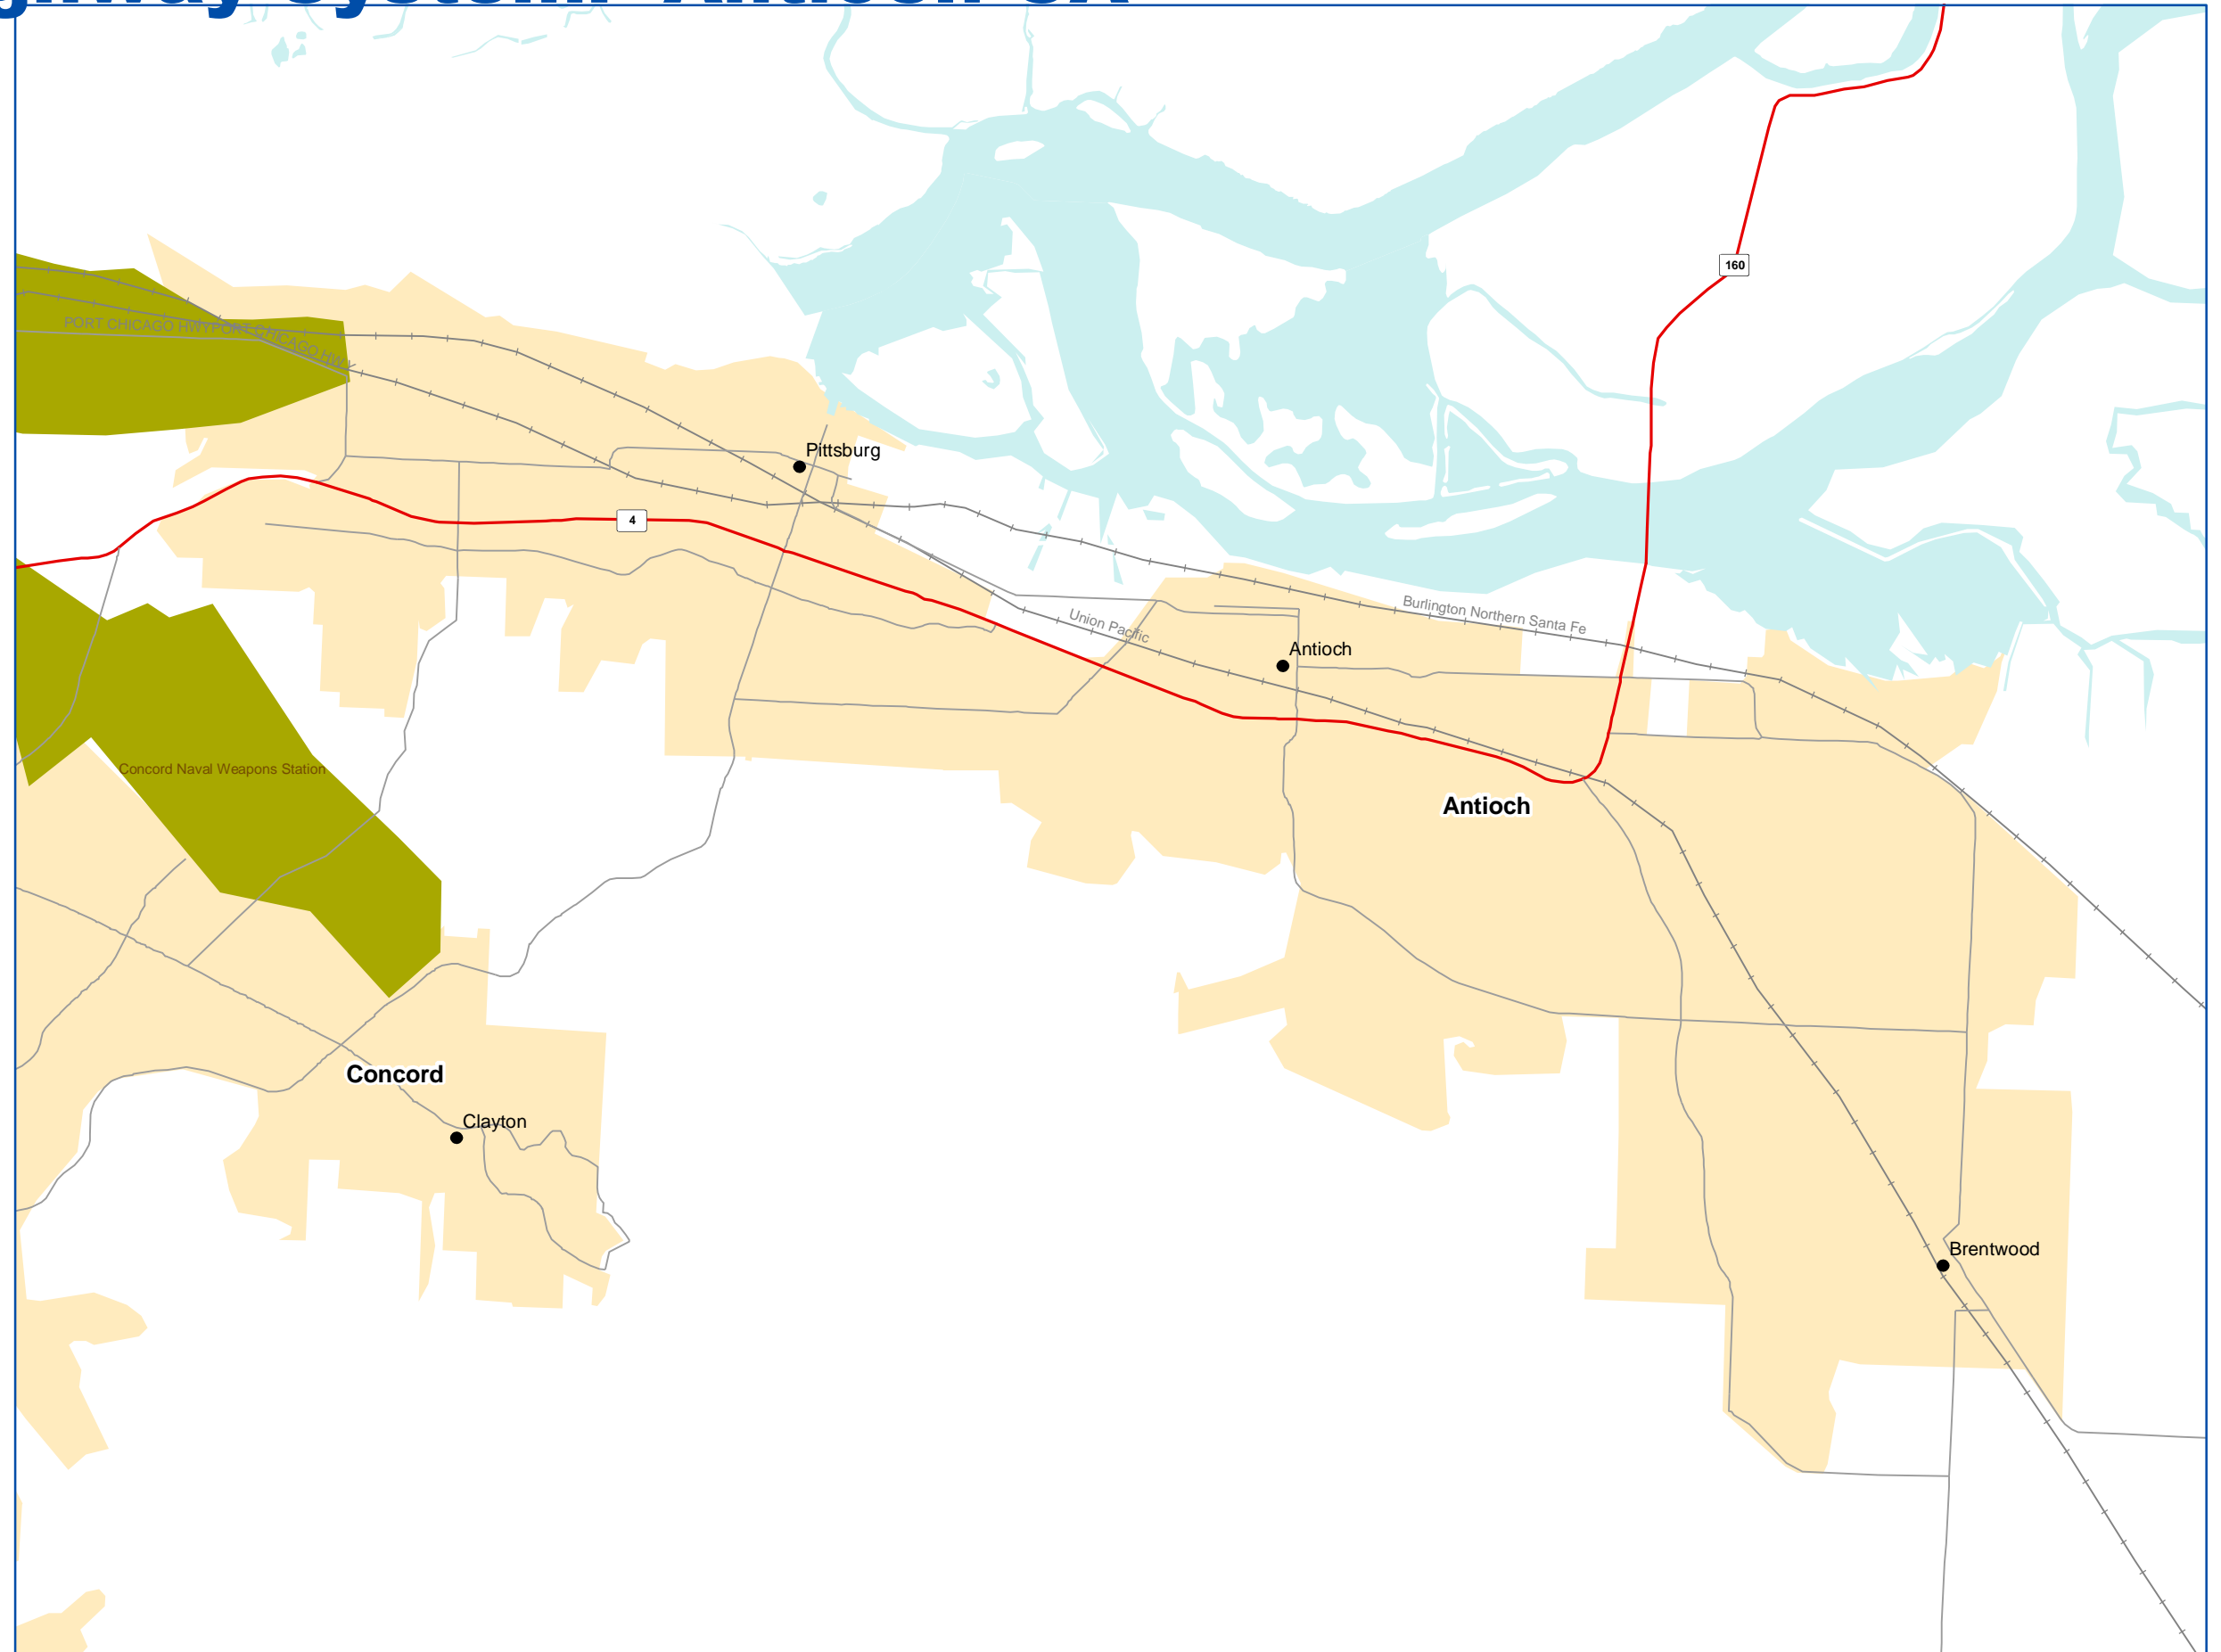 160
PORT CHICAGO HWY
PORT CHICAGO HWY
Pittsburg
4
Burlington Northern Santa Fe
Union Pacific
Antioch
Concord Naval Weapons Station
Antioch
Concord
Clayton
Brentwood